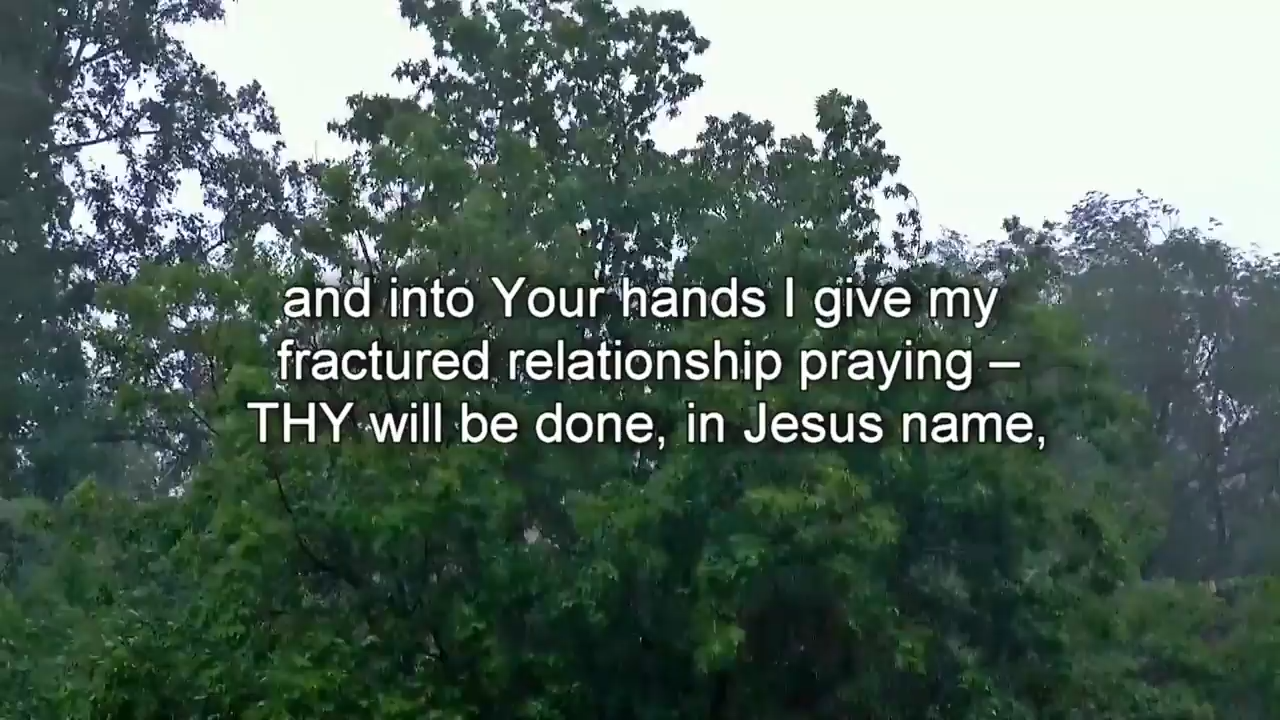 and into Your hands I give my
fractured relationship praying –
THY will be done, in Jesus name,